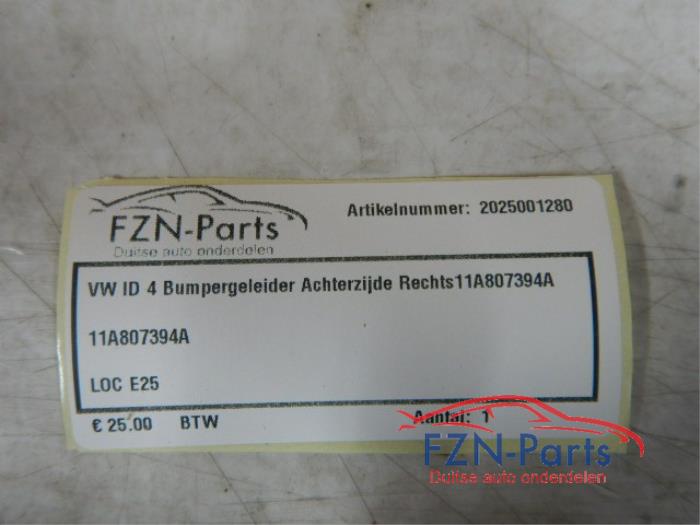 FZN-Parts
Duitse auto onderdelen
Artikelnummer: 2025001280
VW ID 4 Bumpergeleider Achterzijde Rechts11A807394A
11A807394A
LOC E25
€ 25.00 BTW Aantal: 1
FZN-Parts
Duitse auto onderdelen